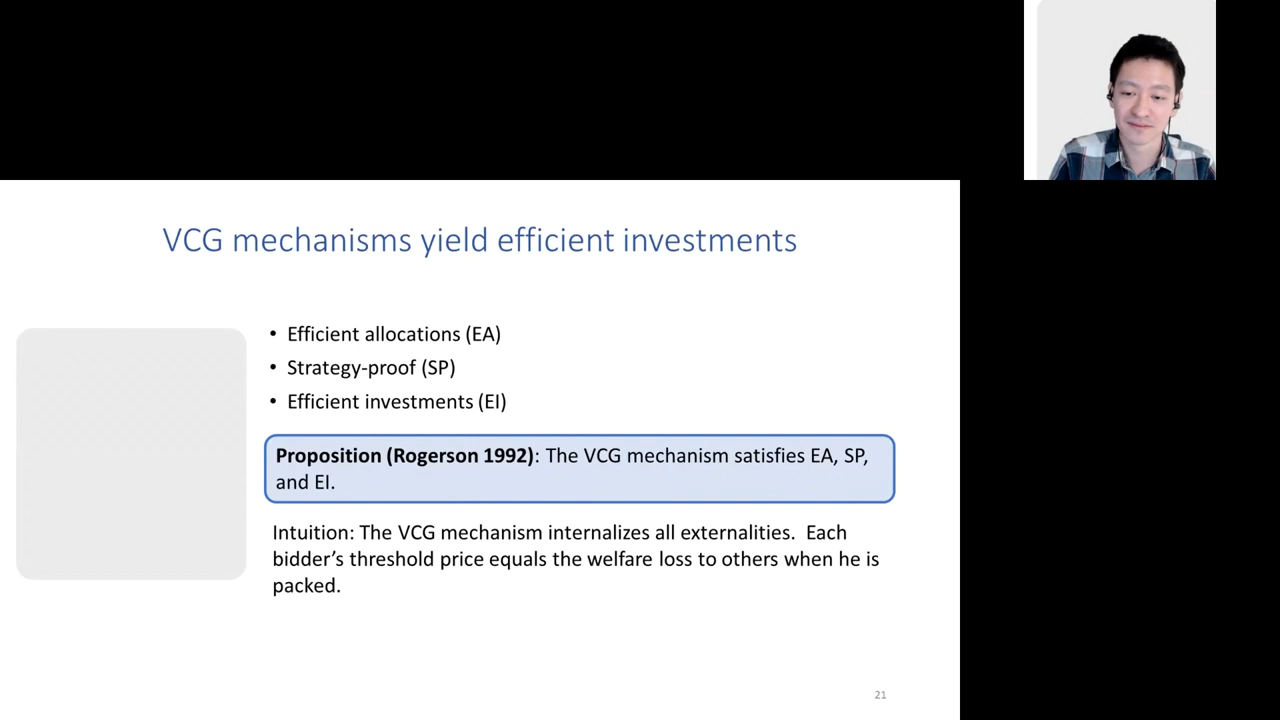 VCG mechanisms yield efficient investments
• Efficient allocations (EA)
• Strategy-proof (SP)
• Efficient investments (EI)
Proposition (Rogerson 1992): The VCG mechanism satisfies EA, SP,
and EI.
Intuition: The VCG mechanism internalizes all externalities.  Each
bidder’s threshold price equals the welfare loss to others when he is
packed.
21